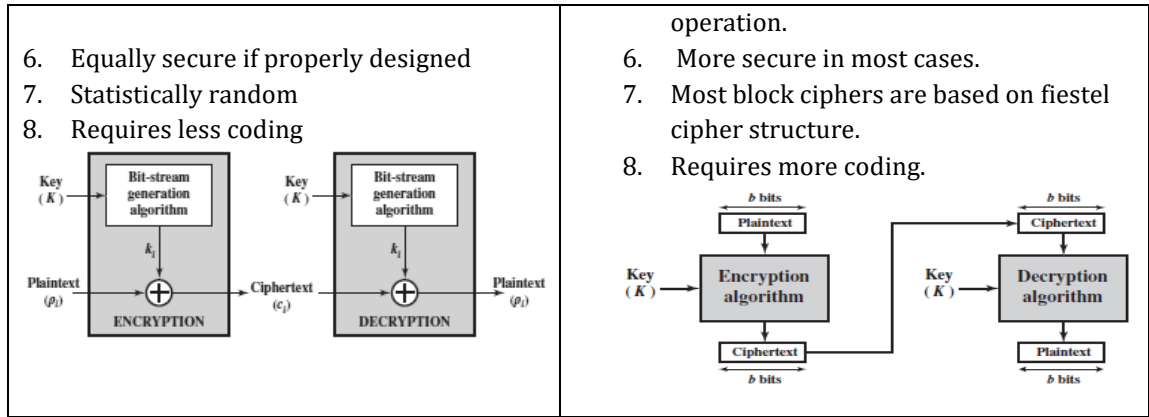 6. Equally secure if properly designed
7. Statistically random
8. Requires less coding
Key
(K)
Bit-stream
generation
algorithm
k_i
Plaintext
(p_i)
ENCRYPTION
Ciphertext
(c_i)
Key
(K)
Bit-stream
generation
algorithm
k_i
DECRYPTION
Plaintext
(p_i)
operation.
6. More secure in most cases.
7. Most block ciphers are based on fiestel
cipher structure.
8. Requires more coding.
b bits
Plaintext
Key
(K)
Encryption
algorithm
Ciphertext
b bits
b bits
Ciphertext
Key
(K)
Decryption
algorithm
Plaintext
b bits